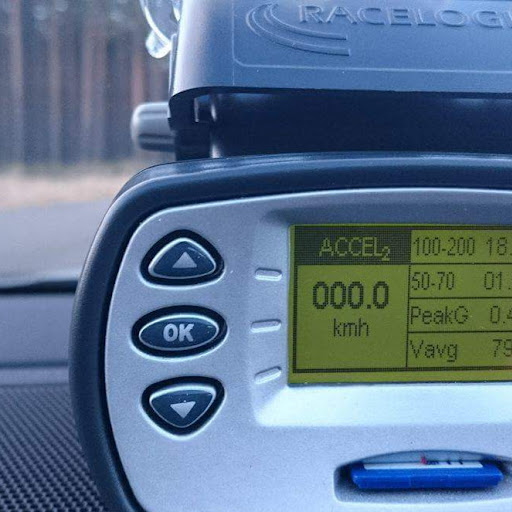 RACELOGI
ACCEL2
000.0
kmh
100-200 18.
50-70 01.
PeakG 0.4
Vavg 79
OK